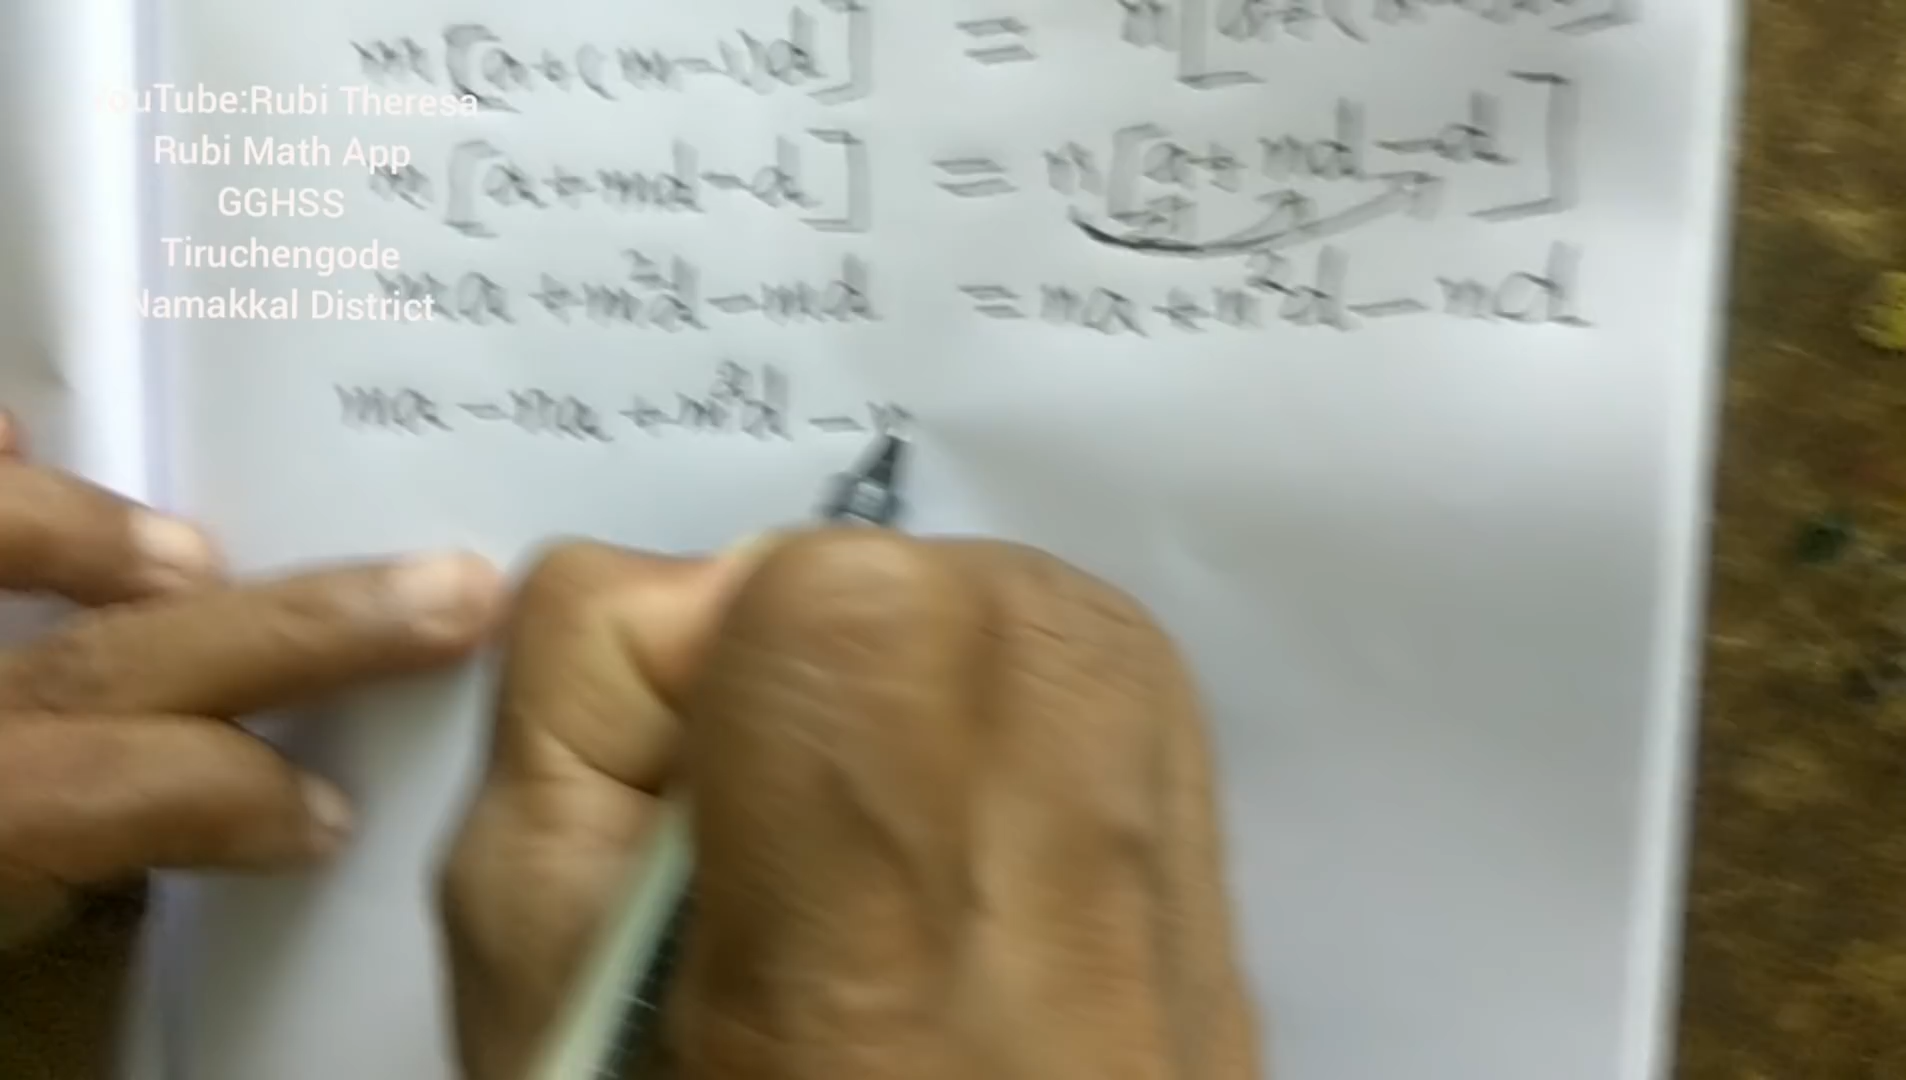 m[a+(m-1)d] = n[a+(
m[a+md-d] = n[a+nd-d]
ma+m²d-md = na+n²d-nd
ma-na+m²d-n
YouTube:Rubi Theresa
Rubi Math App
GGHSS
Tiruchengode
Namakkal District